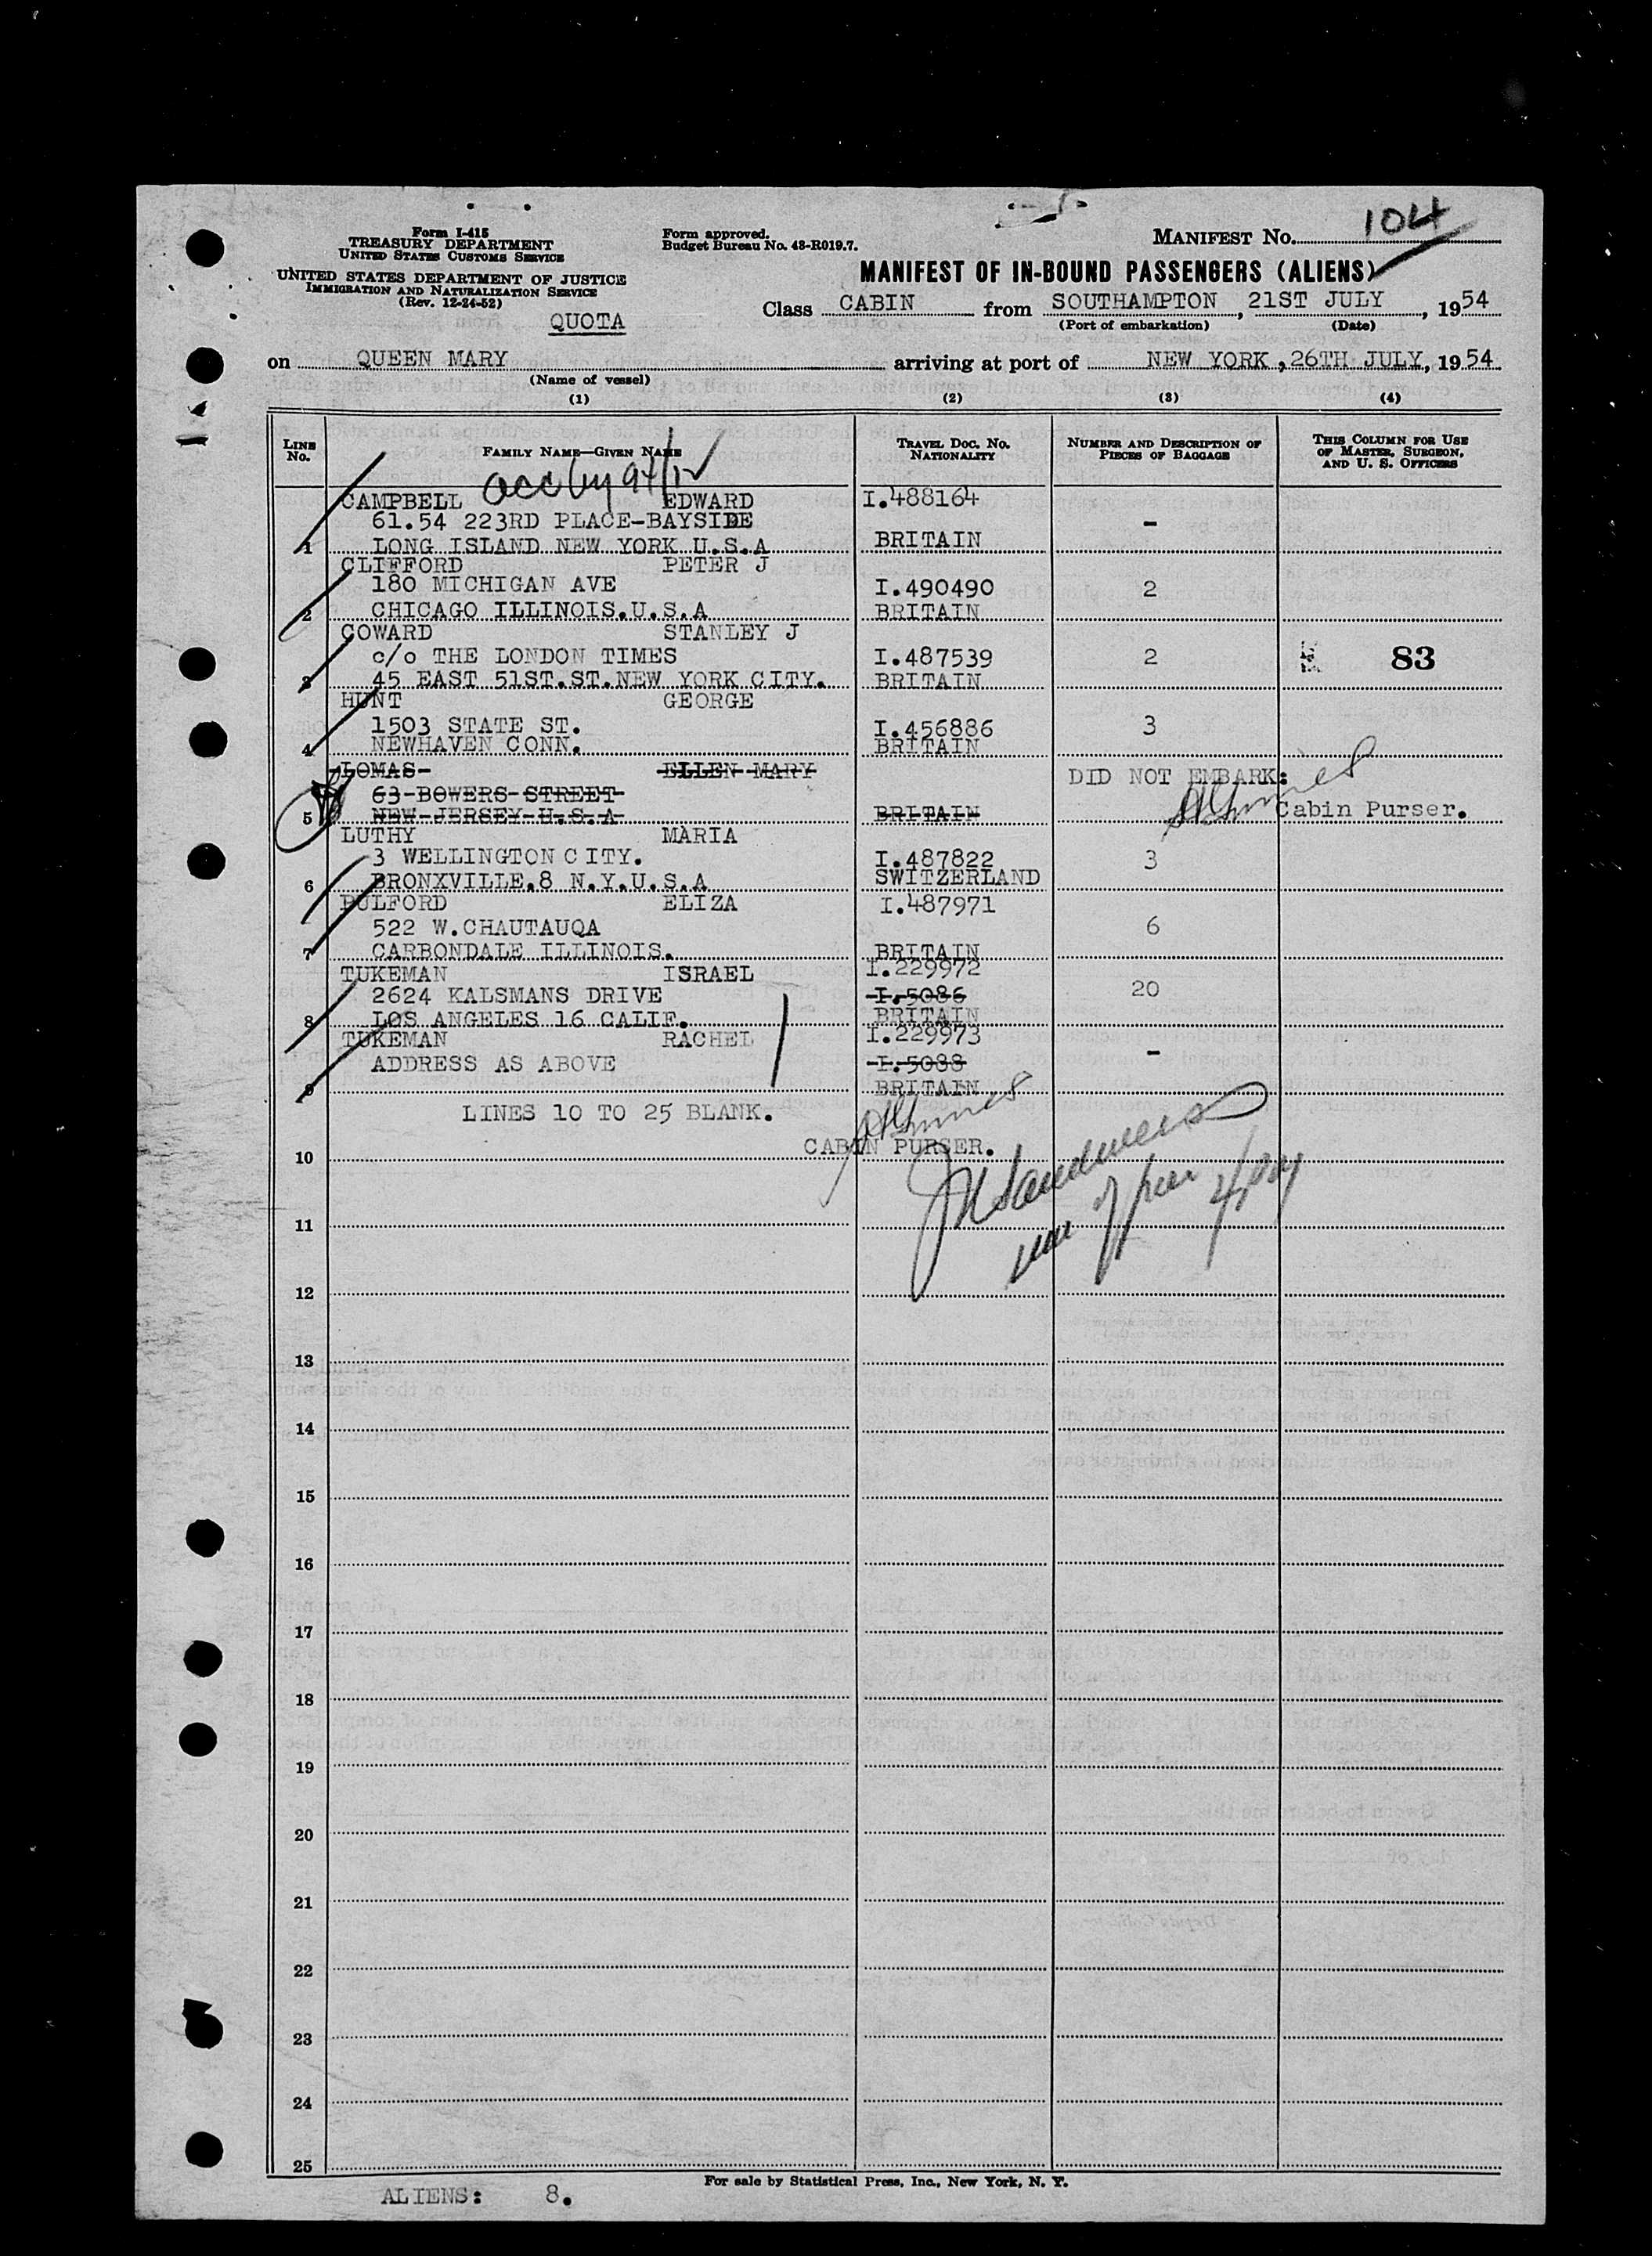 104
Form I-415
TREASURY DEPARTMENT
UNITED STATES CUSTOMS SERVICE
UNITED STATES DEPARTMENT OF JUSTICE
IMMIGRATION AND NATURALIZATION SERVICE
(Rev. 12-24-52)
QUOTA
Form approved.
Budget Bureau No. 43-R019.7.
MANIFEST NO.
MANIFEST OF IN-BOUND PASSENGERS (ALIENS)
Class CABIN from SOUTHAMPTON, 21ST JULY, 1954
(Port of embarkation) (Date)
on QUEEN MARY arriving at port of NEW YORK, 26TH JULY, 1954
(Name of vessel)
(1) (2) (3) (4)
LINE No. FAMILY NAME—GIVEN NAME TRAVEL DOC. NO. NATIONALITY NUMBER AND DESCRIPTION OF PIECES OF BAGGAGE THIS COLUMN FOR USE OF MASTER, SURGEON, AND U. S. OFFICERS
CAMPBELL EDWARD I.488164
61.54 223RD PLACE-BAYSIDE -
1 LONG ISLAND NEW YORK U.S.A BRITAIN
CLIFFORD PETER J
180 MICHIGAN AVE I.490490 2
2 CHICAGO ILLINOIS.U.S.A BRITAIN
COWARD STANLEY J
c/o THE LONDON TIMES I.487539 2 83
3 45 EAST 51ST.ST.NEW YORK CITY. BRITAIN
HUNT GEORGE
1503 STATE ST. I.456886 3
4 NEWHAVEN CONN. BRITAIN
LOMAS ELLEN MARY DID NOT EMBARK:
63 BOWERS STREET
5 NEW JERSEY U.S.A BRITAIN Cabin Purser.
LUTHY MARIA
3 WELLINGTON CITY. I.487822 3
6 BRONXVILLE.8 N.Y.U.S.A SWITZERLAND
PULFORD ELIZA I.487971
522 W.CHAUTAUQA 6
7 CARBONDALE ILLINOIS. BRITAIN
TUKEMAN ISRAEL I.229972
2624 KALSMANS DRIVE I.5086 20
8 LOS ANGELES 16 CALIF. BRITAIN
TUKEMAN RACHEL I.229973
ADDRESS AS ABOVE I.5088 -
9 BRITAIN
LINES 10 TO 25 BLANK.
CABIN PURSER.
10
11
12
13
14
15
16
17
18
19
20
21
22
23
24
25
For sale by Statistical Press, Inc., New York, N. Y.
ALIENS: 8.